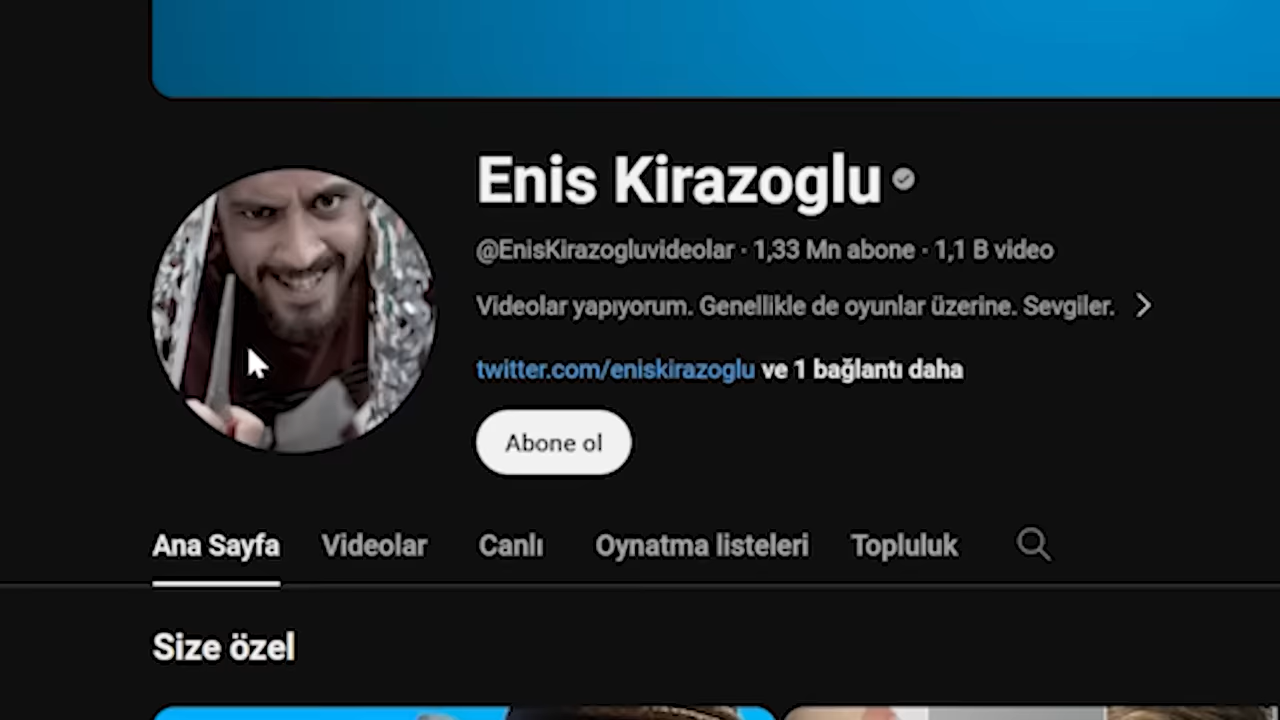 Enis Kirazoglu
@EnisKirazogluvideolar · 1,33 Mn abone · 1,1 B video
Videolar yapıyorum. Genellikle de oyunlar üzerine. Sevgiler.
twitter.com/eniskirazoglu ve 1 bağlantı daha
Abone ol
Ana Sayfa Videolar Canlı Oynatma listeleri Topluluk
Size özel